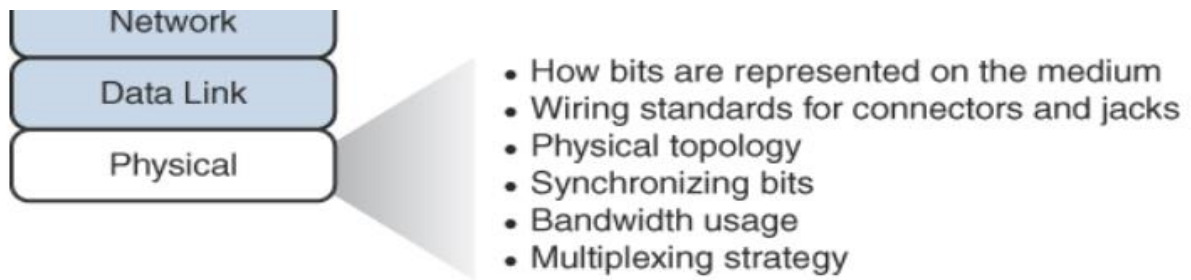 Network
Data Link
Physical
• How bits are represented on the medium
• Wiring standards for connectors and jacks
• Physical topology
• Synchronizing bits
• Bandwidth usage
• Multiplexing strategy